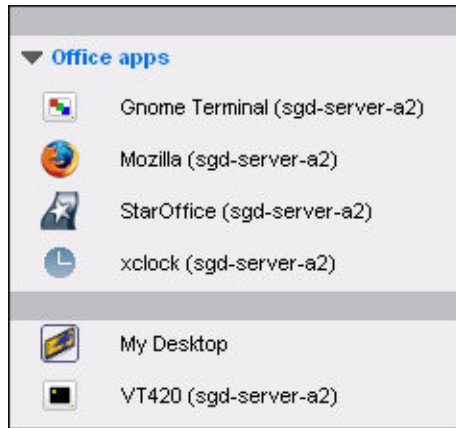 Office apps
Gnome Terminal (sgd-server-a2)
Mozilla (sgd-server-a2)
StarOffice (sgd-server-a2)
xclock (sgd-server-a2)
My Desktop
VT420 (sgd-server-a2)